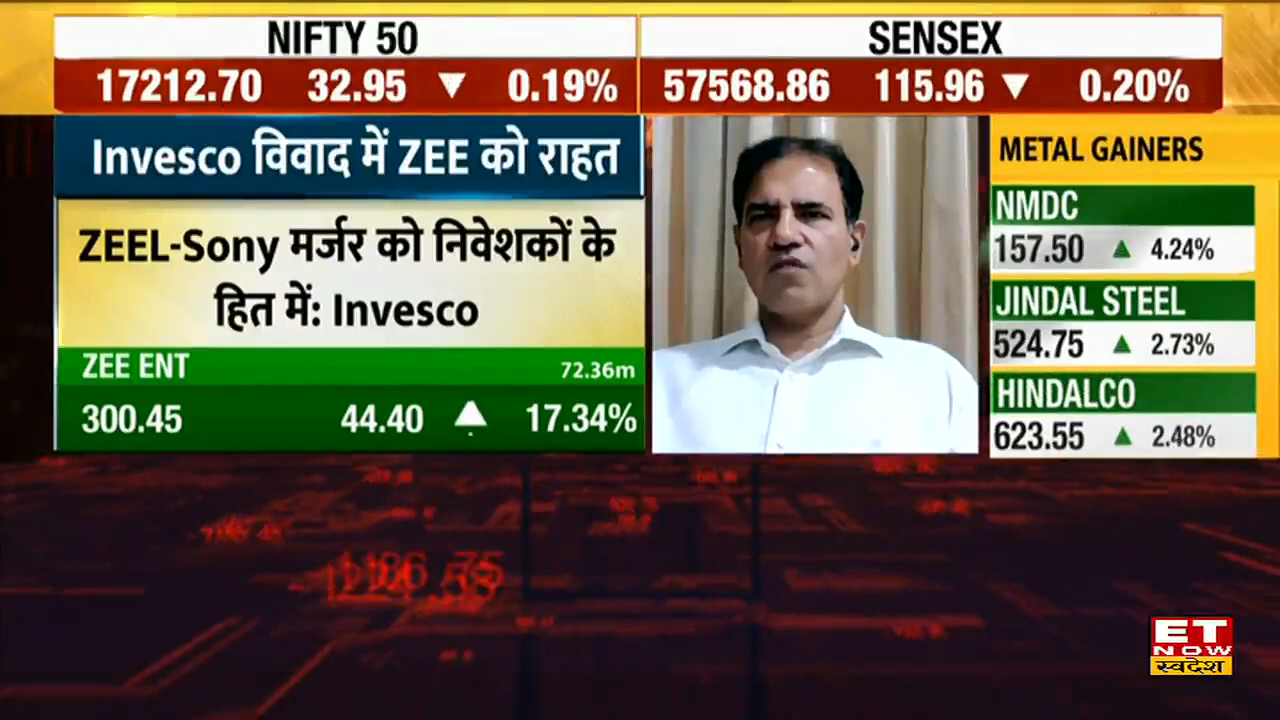 NIFTY 50
17212.70 32.95 ▼ 0.19%
SENSEX
57568.86 115.96 ▼ 0.20%
Invesco विवाद में ZEE को राहत
ZEEL-Sony मर्जर को निवेशकों के
हित में: Invesco
ZEE ENT 72.36m
300.45 44.40 ▲ 17.34%
METAL GAINERS
NMDC
157.50 ▲ 4.24%
JINDAL STEEL
524.75 ▲ 2.73%
HINDALCO
623.55 ▲ 2.48%
ET
NOW
स्वदेश